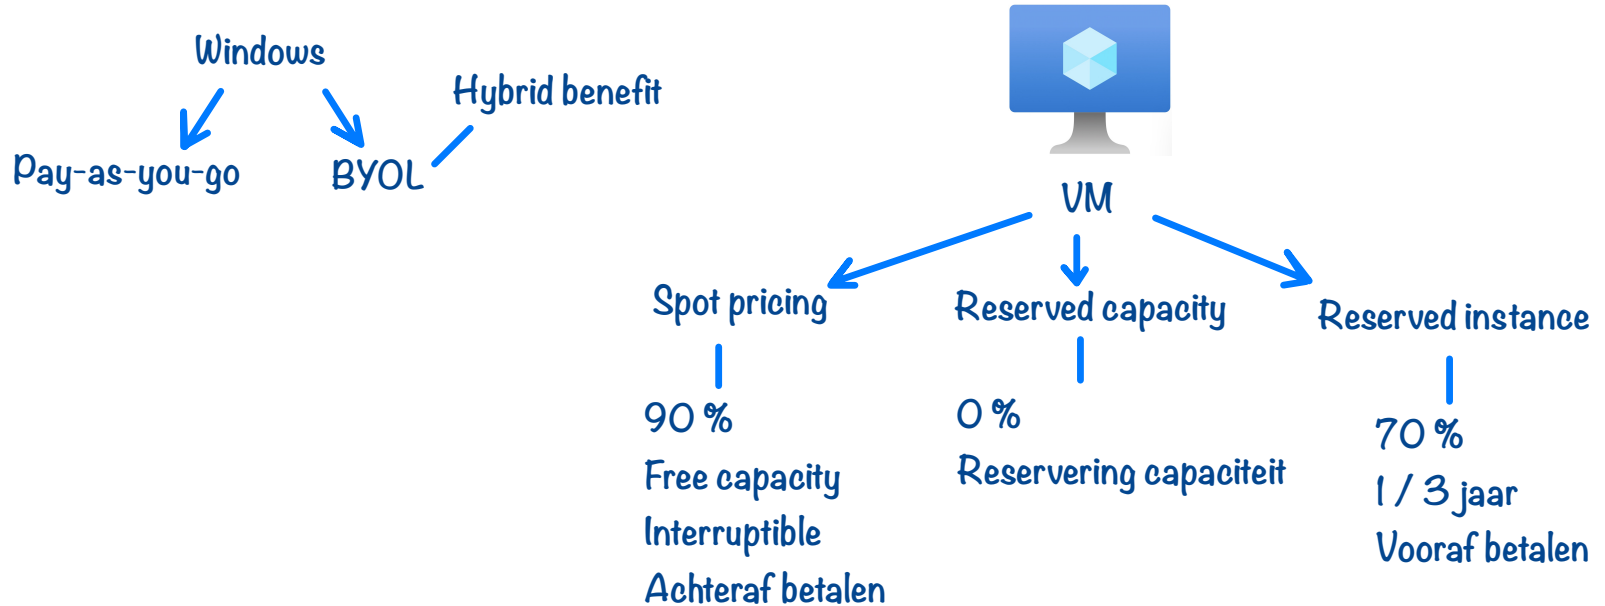 Windows
Hybrid benefit
Pay-as-you-go
BYOL
VM
Spot pricing
Reserved capacity
Reserved instance
90 %
Free capacity
Interruptible
Achteraf betalen
0 %
Reservering capaciteit
70 %
1 / 3 jaar
Vooraf betalen